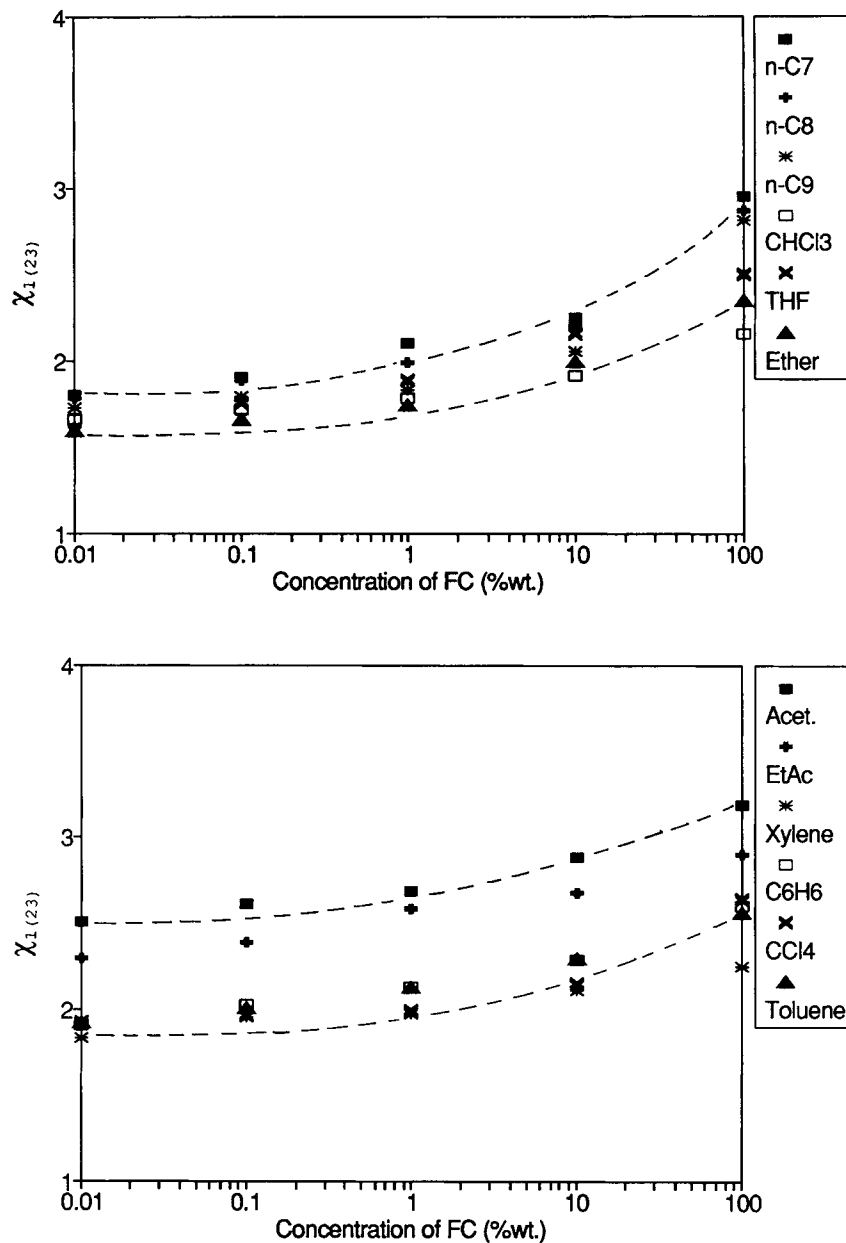 4
3
2
1
χ1(23)
0.01 0.1 1 10 100
Concentration of FC (%wt.)
n-C7
n-C8
n-C9
CHCl3
THF
Ether
4
3
2
1
χ1(23)
0.01 0.1 1 10 100
Concentration of FC (%wt.)
Acet.
EtAc
Xylene
C6H6
CCl4
Toluene